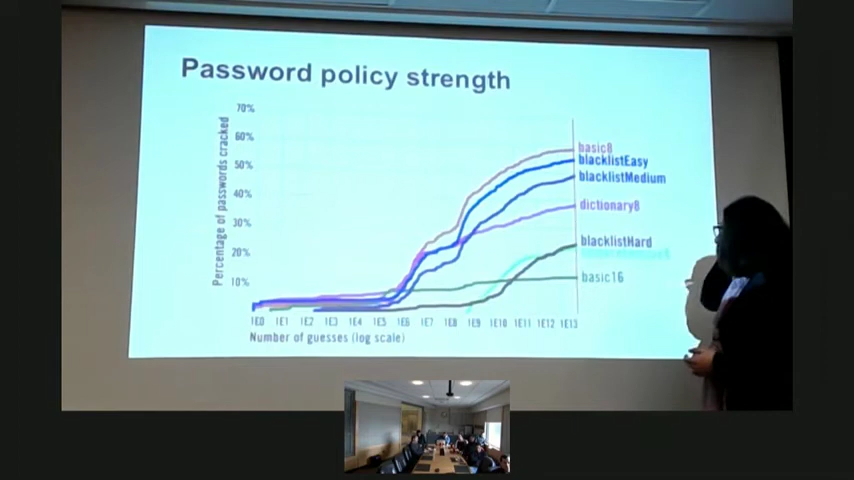 Password policy strength
70%
60%
50%
40%
30%
20%
10%
Percentage of passwords cracked
1E0 1E1 1E2 1E3 1E4 1E5 1E6 1E7 1E8 1E9 1E10 1E11 1E12 1E13
Number of guesses (log scale)
basic8
blacklistEasy
blacklistMedium
dictionary8
blacklistHard
basic16